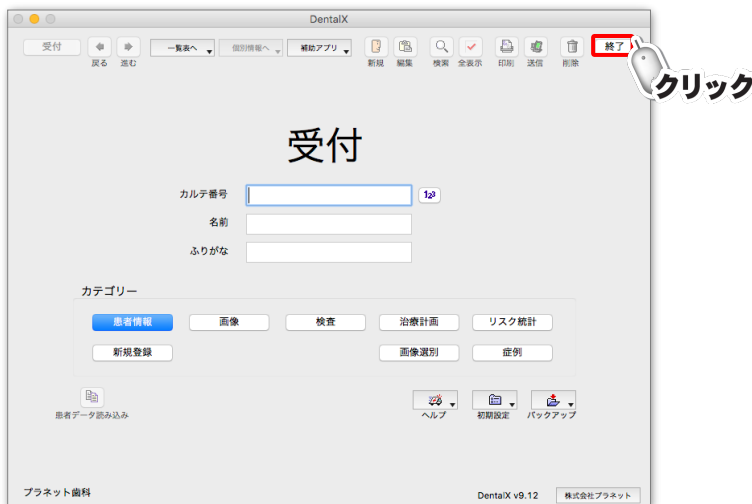 DentalX
受付 一覧表へ 個別情報へ 補助アプリ 終了
戻る 進む 新規 編集 検索 全表示 印刷 送信 削除
クリック
受付
カルテ番号 123
名前
ふりがな
カテゴリー
患者情報 画像 検査 治療計画 リスク統計
新規登録 画像選別 症例
患者データ読み込み ヘルプ 初期設定 バックアップ
プラネット歯科 DentalX v9.12 株式会社プラネット